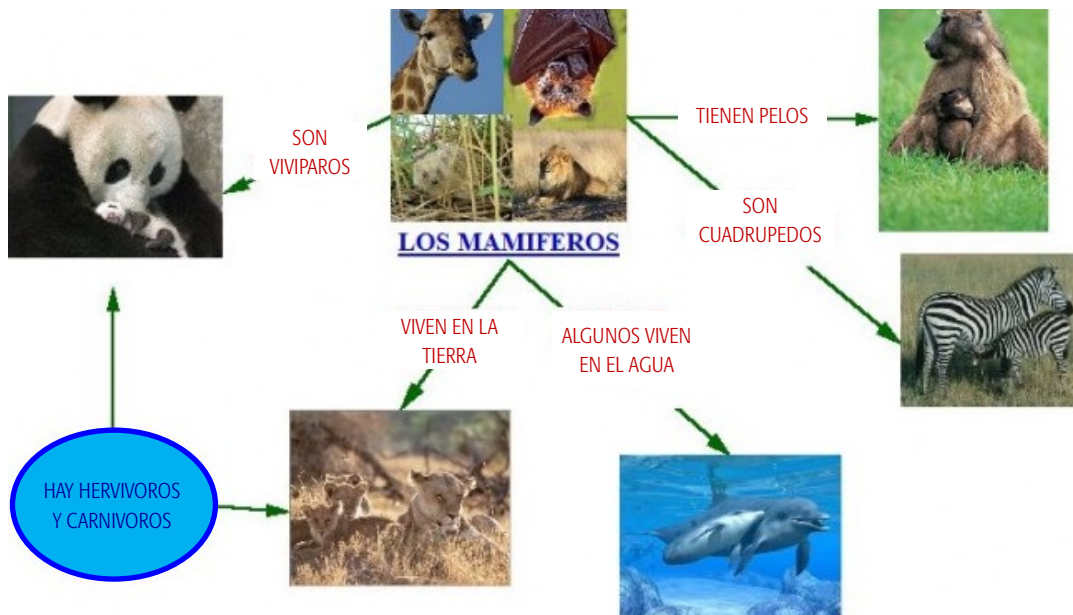 TIENEN PELOS
SON
VIVIPAROS
SON
CUADRUPEDOS
LOS MAMIFEROS
VIVEN EN LA
TIERRA
ALGUNOS VIVEN
EN EL AGUA
HAY HERVIVOROS
Y CARNIVOROS